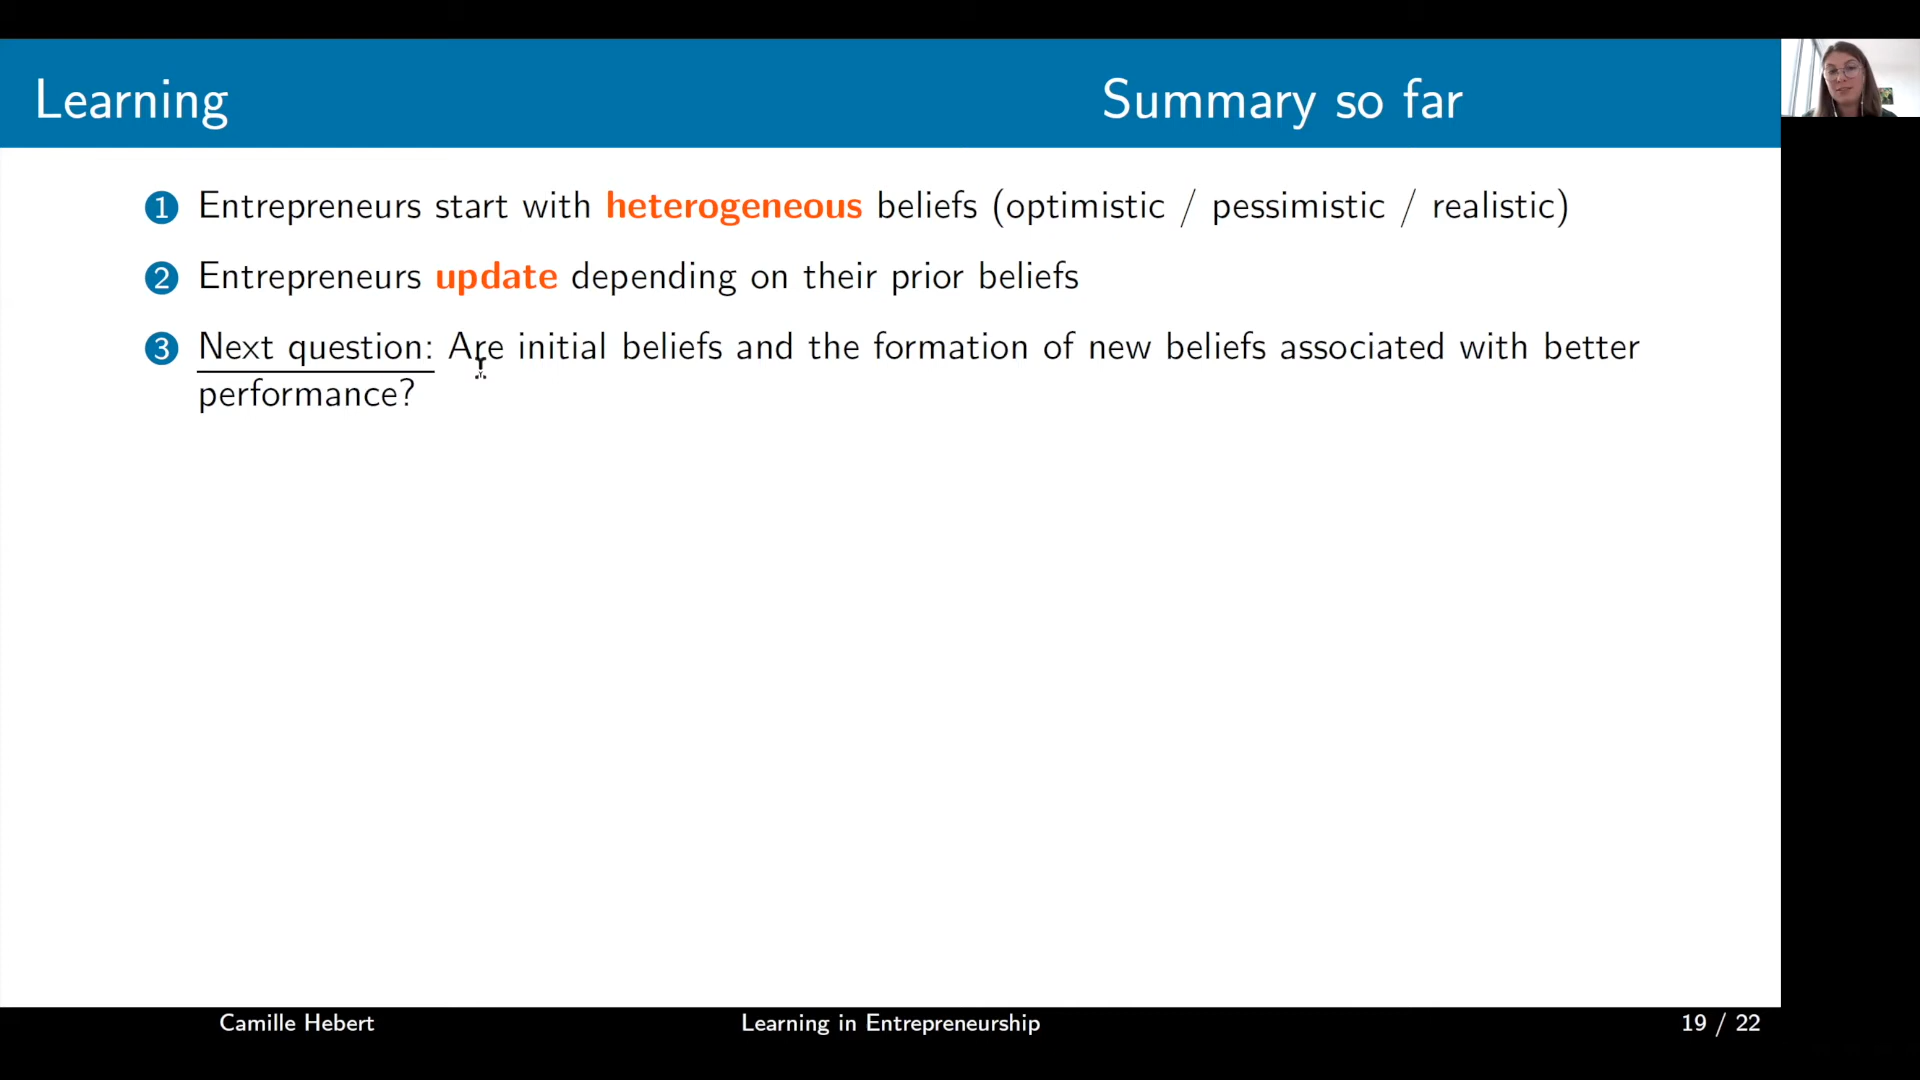 Learning Summary so far
1 Entrepreneurs start with heterogeneous beliefs (optimistic / pessimistic / realistic)
2 Entrepreneurs update depending on their prior beliefs
3 Next question: Are initial beliefs and the formation of new beliefs associated with better
performance?
Camille Hebert Learning in Entrepreneurship 19 / 22